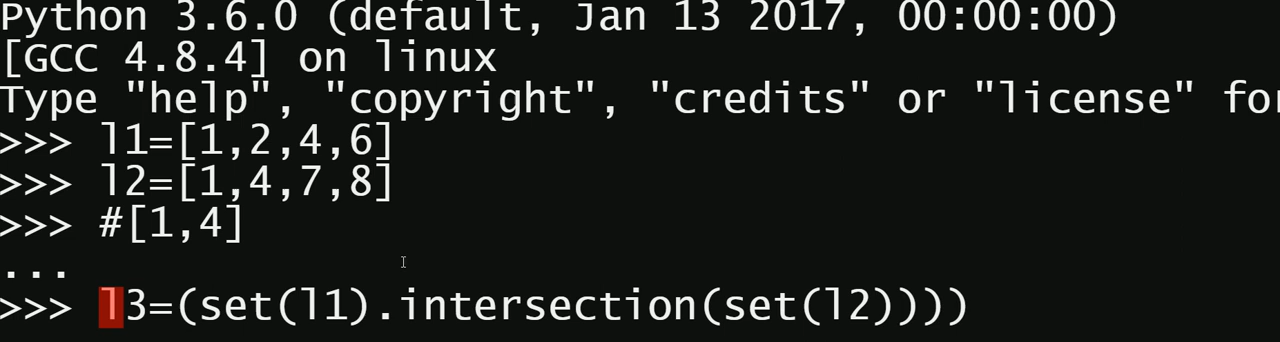 Python 3.6.0 (default, Jan 13 2017, 00:00:00)
[GCC 4.8.4] on linux
Type "help", "copyright", "credits" or "license" for
>>> l1=[1,2,4,6]
>>> l2=[1,4,7,8]
>>> #[1,4]
...
>>> l3=(set(l1).intersection(set(l2))))